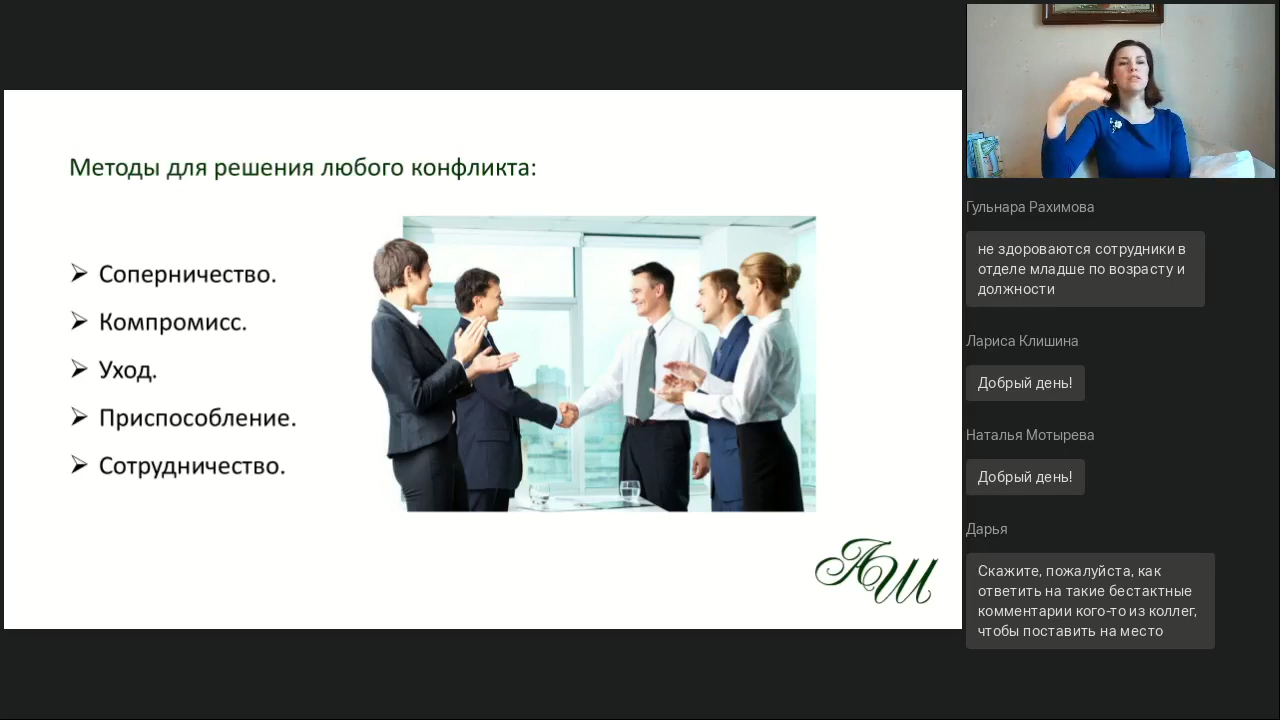 Методы для решения любого конфликта:
Соперничество.
Компромисс.
Уход.
Приспособление.
Сотрудничество.
АШ
Гульнара Рахимова
не здороваются сотрудники в
отделе младше по возрасту и
должности
Лариса Клишина
Добрый день!
Наталья Мотырева
Добрый день!
Дарья
Скажите, пожалуйста, как
ответить на такие бестактные
комментарии кого-то из коллег,
чтобы поставить на место